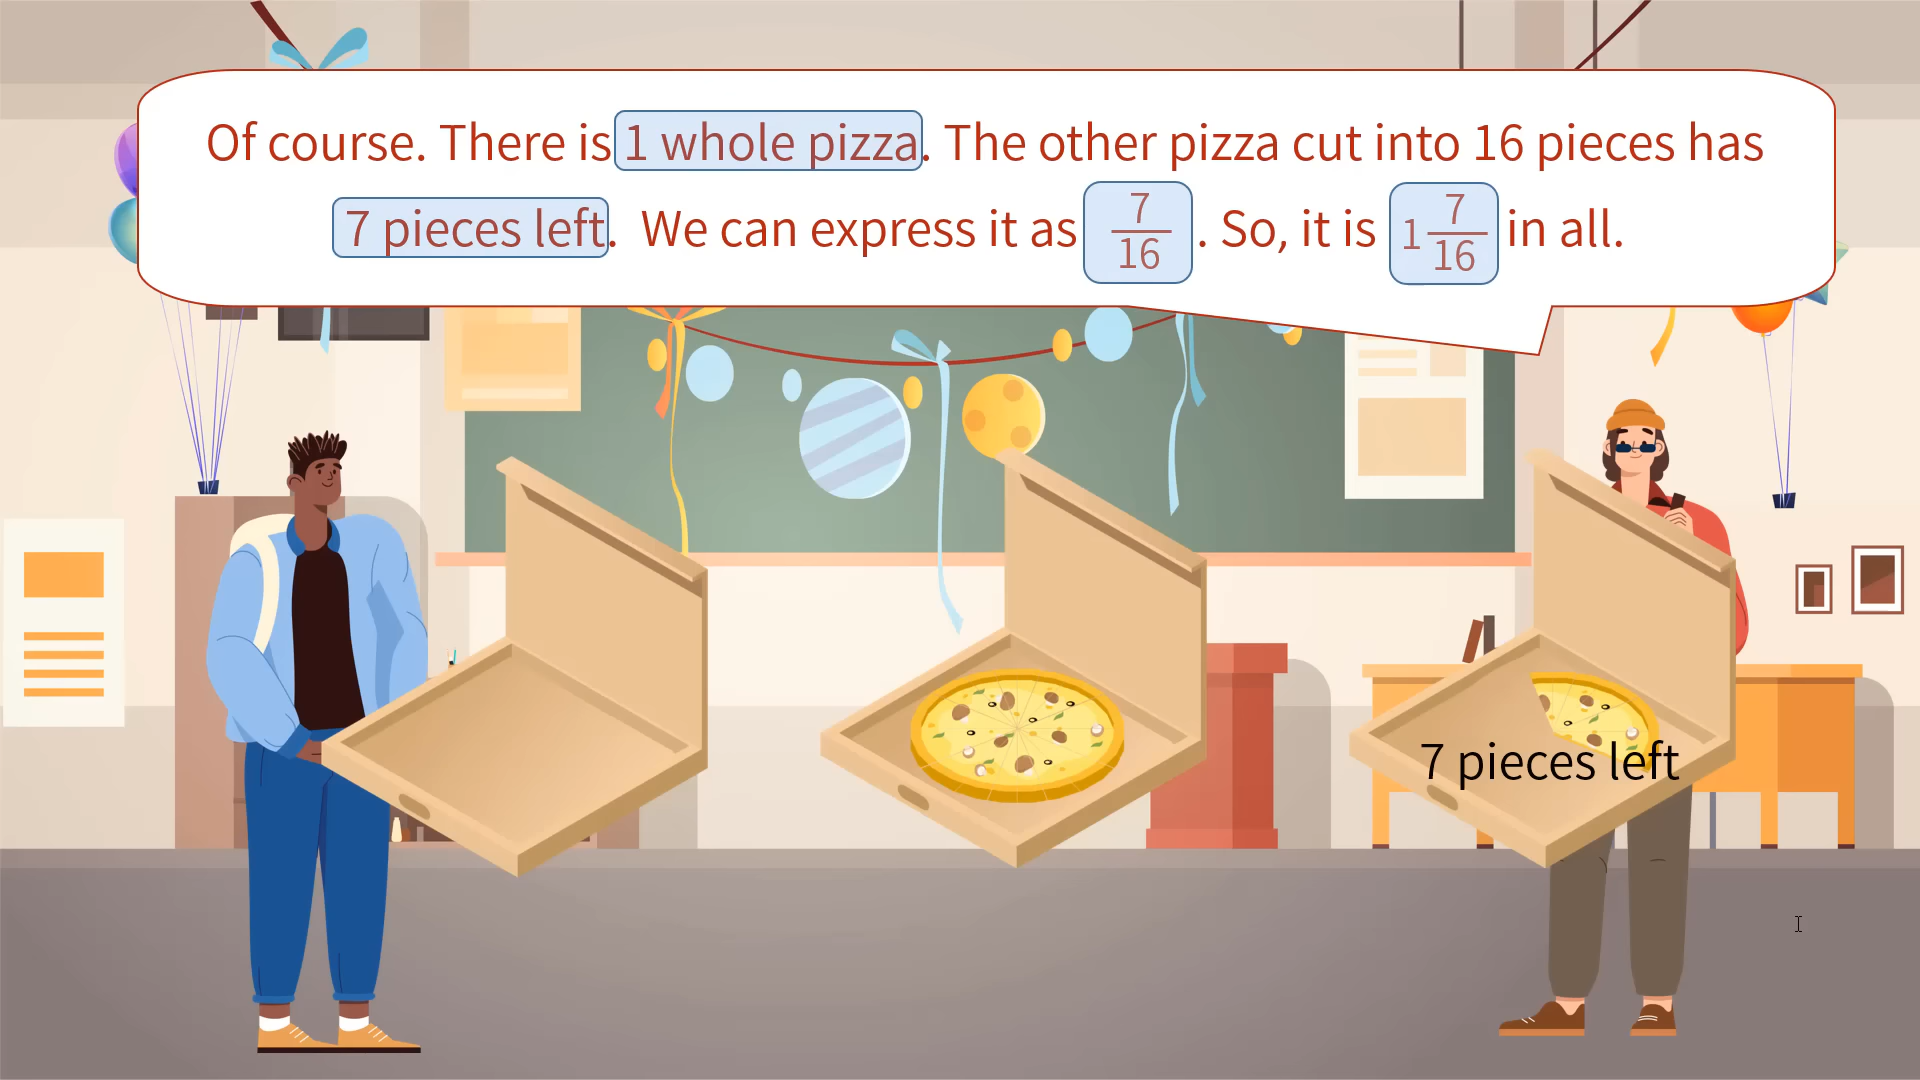 Of course. There is 1 whole pizza. The other pizza cut into 16 pieces has
7 pieces left. We can express it as 7/16. So, it is 1 7/16 in all.
7 pieces left